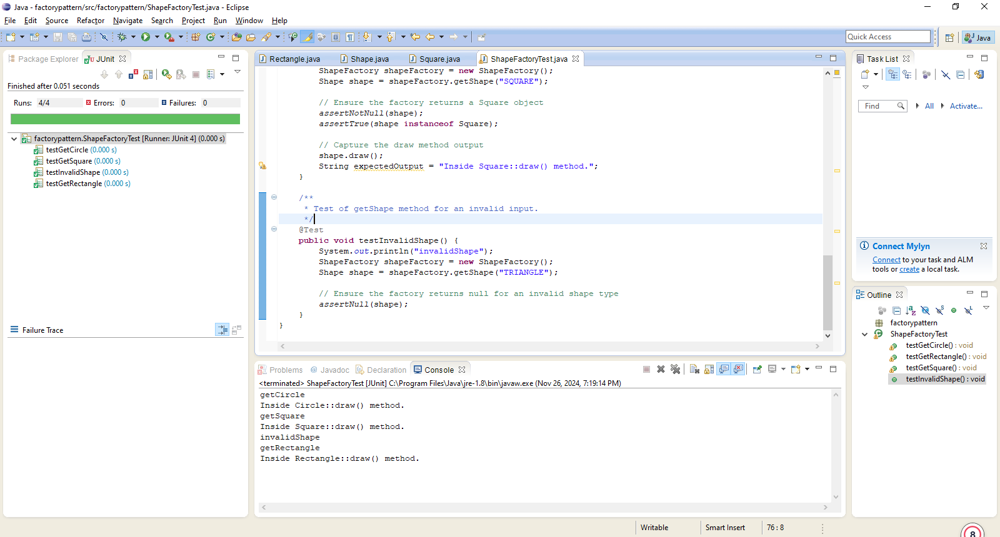 Java - factorypattern/src/factorypattern/ShapeFactoryTest.java - Eclipse
File Edit Source Refactor Navigate Search Project Run Window Help
Quick Access
Java
Package Explorer JUnit
Finished after 0.051 seconds
Runs: 4/4 Errors: 0 Failures: 0
factorypattern.ShapeFactoryTest [Runner: JUnit 4] (0.000 s)
testGetCircle (0.000 s)
testGetSquare (0.000 s)
testInvalidShape (0.000 s)
testGetRectangle (0.000 s)
Failure Trace
Rectangle.java Shape.java Square.java ShapeFactoryTest.java
ShapeFactory shapeFactory = new ShapeFactory();
Shape shape = shapeFactory.getShape("SQUARE");
// Ensure the factory returns a Square object
assertNotNull(shape);
assertTrue(shape instanceof Square);
// Capture the draw method output
shape.draw();
String expectedOutput = "Inside Square::draw() method.";
}
/**
* Test of getShape method for an invalid input.
*/
@Test
public void testInvalidShape() {
System.out.println("invalidShape");
ShapeFactory shapeFactory = new ShapeFactory();
Shape shape = shapeFactory.getShape("TRIANGLE");
// Ensure the factory returns null for an invalid shape type
assertNull(shape);
}
}
Problems Javadoc Declaration Console
<terminated> ShapeFactoryTest [JUnit] C:\Program Files\Java\jre-1.8\bin\javaw.exe (Nov 26, 2024, 7:19:14 PM)
getCircle
Inside Circle::draw() method.
getSquare
Inside Square::draw() method.
invalidShape
getRectangle
Inside Rectangle::draw() method.
Task List
Find All Activate...
Connect Mylyn
Connect to your task and ALM
tools or create a local task.
Outline
factorypattern
ShapeFactoryTest
testGetCircle() : void
testGetRectangle() : void
testGetSquare() : void
testInvalidShape() : void
Writable Smart Insert 76 : 8
8